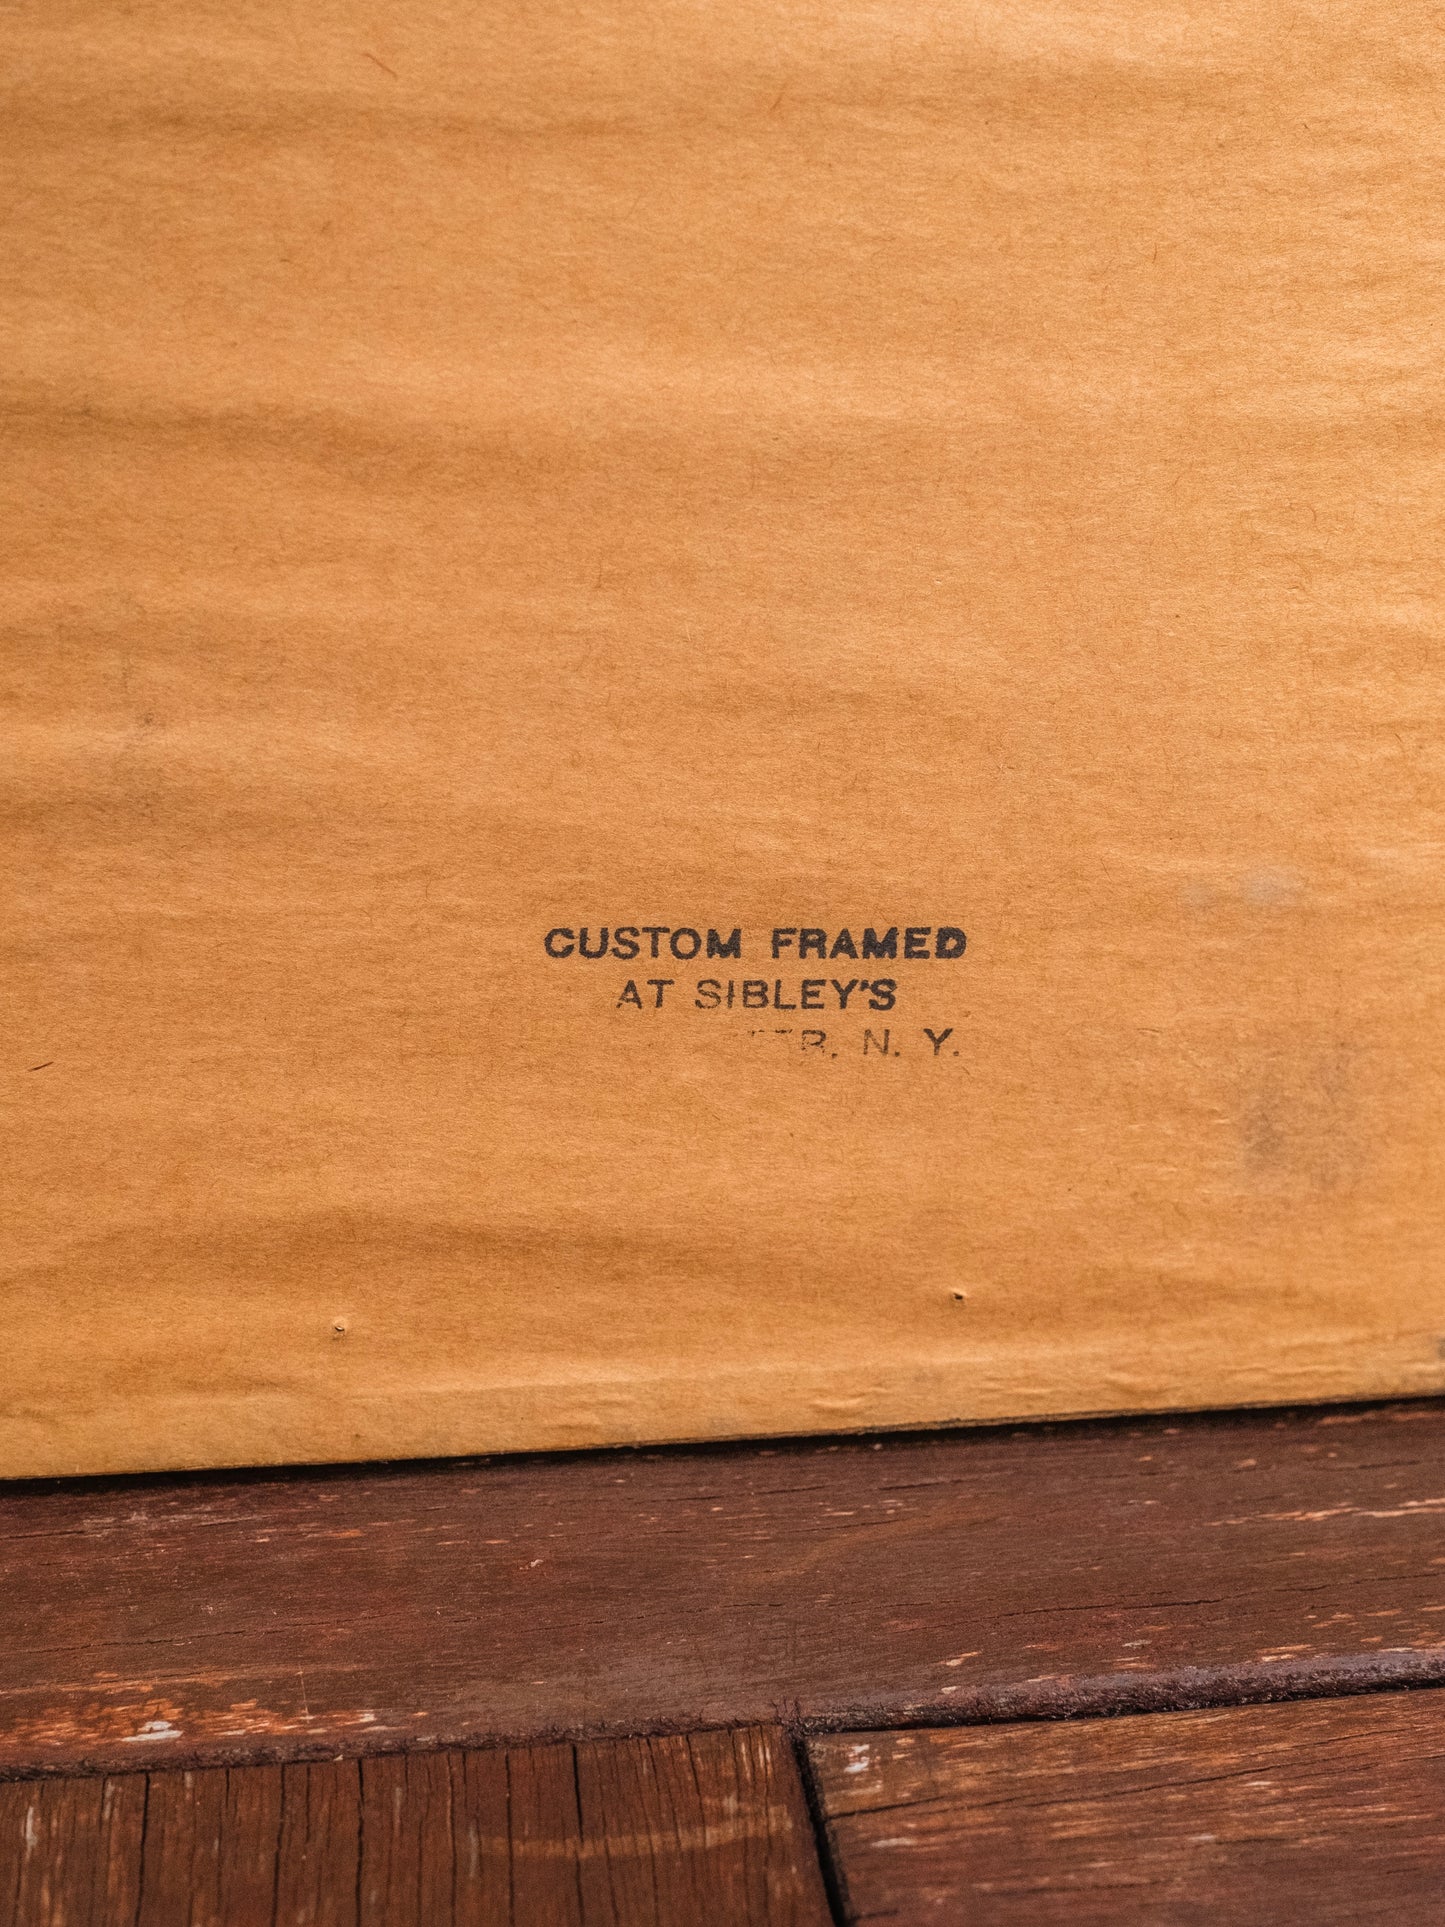 CUSTOM FRAMED
AT SIBLEY'S
N. Y.